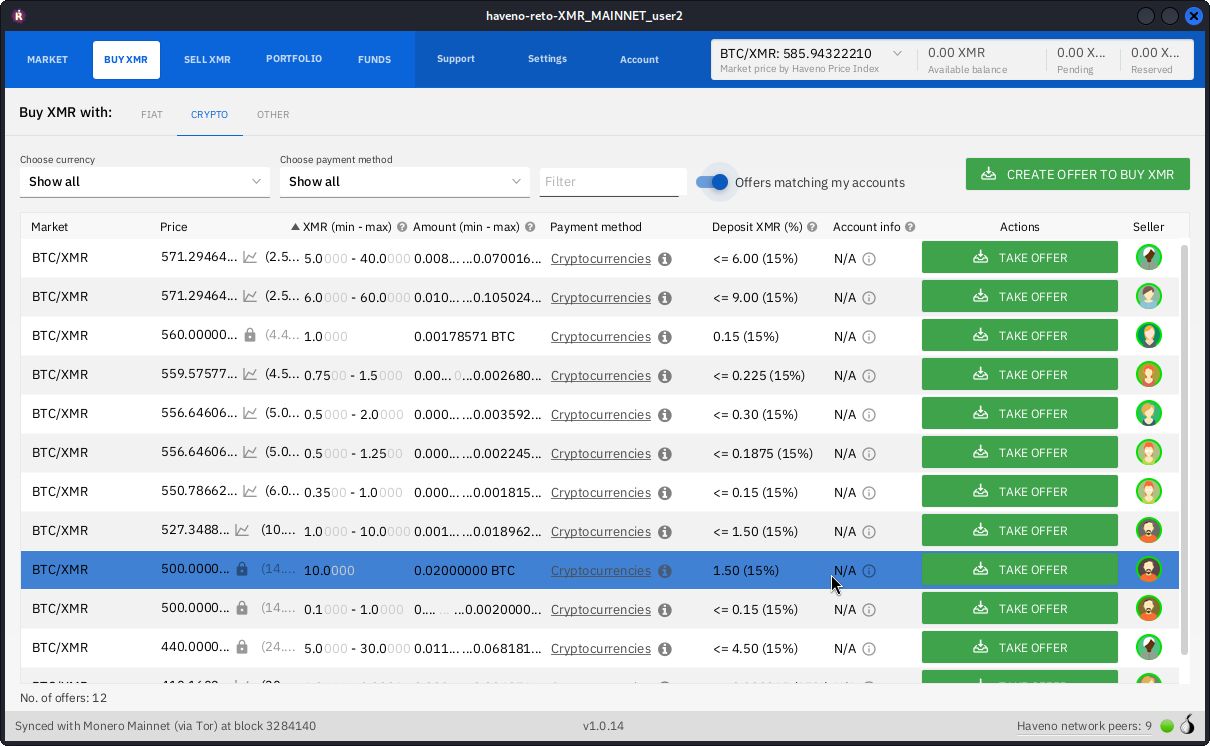 haveno-reto-XMR_MAINNET_user2
MARKET BUY XMR SELL XMR PORTFOLIO FUNDS Support Settings Account
BTC/XMR: 585.94322210 0.00 XMR 0.00 X... 0.00 X...
Market price by Haveno Price Index Available balance Pending Reserved
Buy XMR with: FIAT CRYPTO OTHER
Choose currency Choose payment method
Show all Show all Filter Offers matching my accounts CREATE OFFER TO BUY XMR
Market Price XMR (min - max) Amount (min - max) Payment method Deposit XMR (%) Account info Actions Seller
BTC/XMR 571.29464... (2.5... 5.0000 - 40.0000 0.008... ...0.070016... Cryptocurrencies <= 6.00 (15%) N/A TAKE OFFER
BTC/XMR 571.29464... (2.5... 6.0000 - 60.0000 0.010... ...0.105024... Cryptocurrencies <= 9.00 (15%) N/A TAKE OFFER
BTC/XMR 560.00000... (4.4... 1.0000 0.00178571 BTC Cryptocurrencies 0.15 (15%) N/A TAKE OFFER
BTC/XMR 559.57577... (4.5... 0.7500 - 1.5000 0.00... 0...0.002680... Cryptocurrencies <= 0.225 (15%) N/A TAKE OFFER
BTC/XMR 556.64606... (5.0... 0.5000 - 2.0000 0.000... ...0.003592... Cryptocurrencies <= 0.30 (15%) N/A TAKE OFFER
BTC/XMR 556.64606... (5.0... 0.5000 - 1.2500 0.000... ...0.002245... Cryptocurrencies <= 0.1875 (15%) N/A TAKE OFFER
BTC/XMR 550.78662... (6.0... 0.3500 - 1.0000 0.000... ...0.001815... Cryptocurrencies <= 0.15 (15%) N/A TAKE OFFER
BTC/XMR 527.3488... (10.... 1.0000 - 10.0000 0.001... ...0.018962... Cryptocurrencies <= 1.50 (15%) N/A TAKE OFFER
BTC/XMR 500.0000... (14.... 10.0000 0.02000000 BTC Cryptocurrencies 1.50 (15%) N/A TAKE OFFER
BTC/XMR 500.0000... (14.... 0.1000 - 1.0000 0.... ...0.0020000... Cryptocurrencies <= 0.15 (15%) N/A TAKE OFFER
BTC/XMR 440.0000... (24.... 5.0000 - 30.0000 0.011... ...0.068181... Cryptocurrencies <= 4.50 (15%) N/A TAKE OFFER
No. of offers: 12
Synced with Monero Mainnet (via Tor) at block 3284140 v1.0.14 Haveno network peers: 9